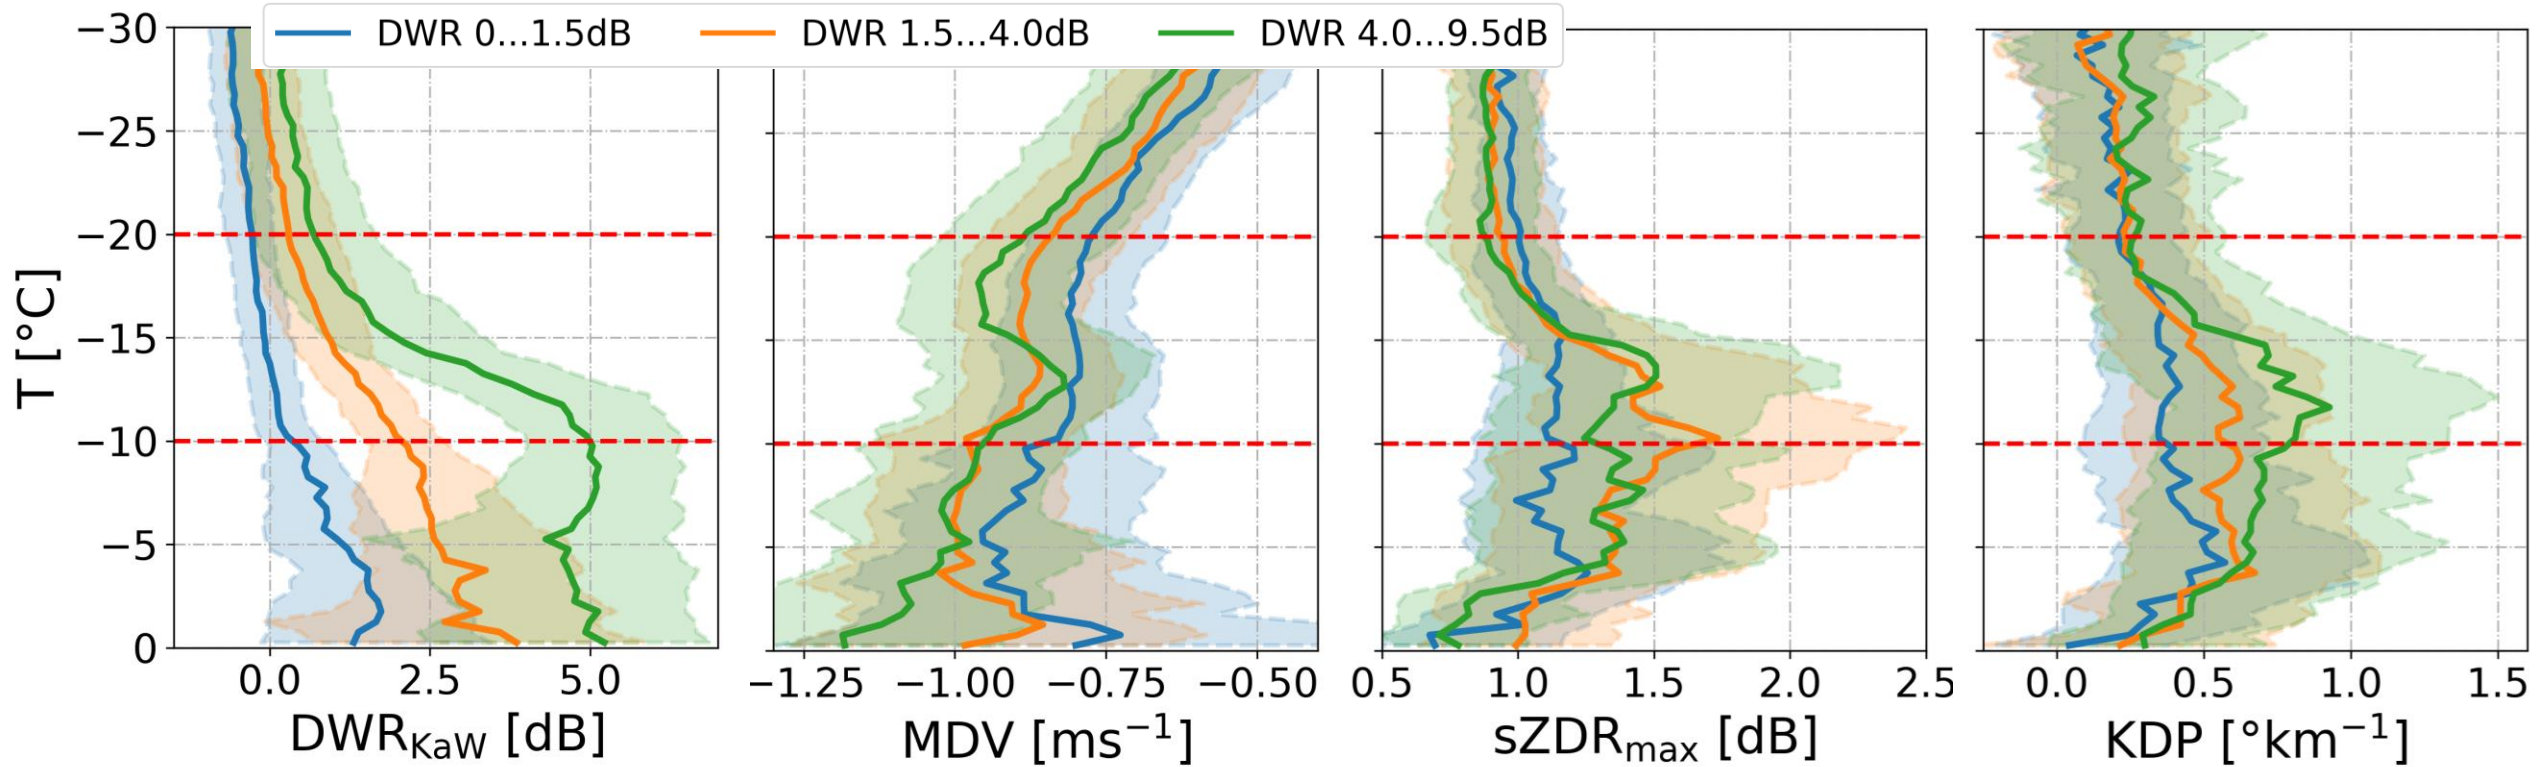 DWR 0...1.5dB
DWR 1.5...4.0dB
DWR 4.0...9.5dB
T [°C]
−30
−25
−20
−15
−10
−5
0
0.0 2.5 5.0
DWR_KaW [dB]
−1.25 −1.00 −0.75 −0.50
MDV [ms⁻¹]
0.5 1.0 1.5 2.0 2.5
sZDR_max [dB]
0.0 0.5 1.0 1.5
KDP [°km⁻¹]